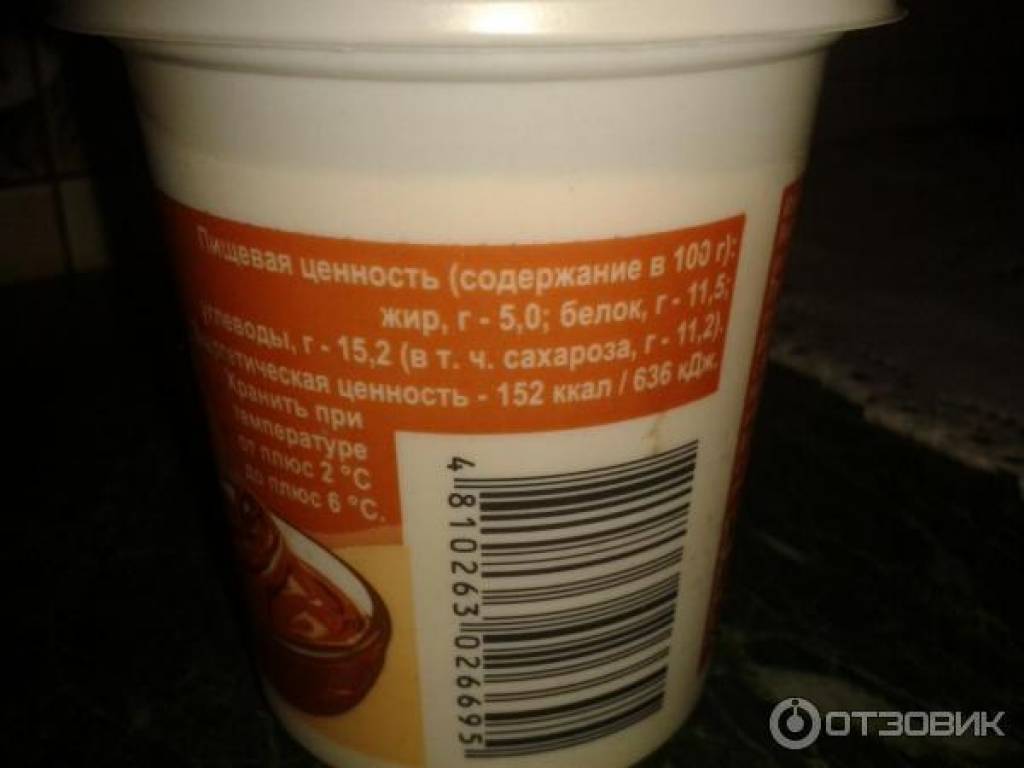 Пищевая ценность (содержание в 100 г):
жир, г - 5,0; белок, г - 11,5;
углеводы, г - 15,2 (в т. ч. сахароза, г - 11,2).
Энергетическая ценность - 152 ккал / 636 кДж.
Хранить при
температуре
от плюс 2 °С
до плюс 6 °С.
4 810263 026695
ОТЗОВИК